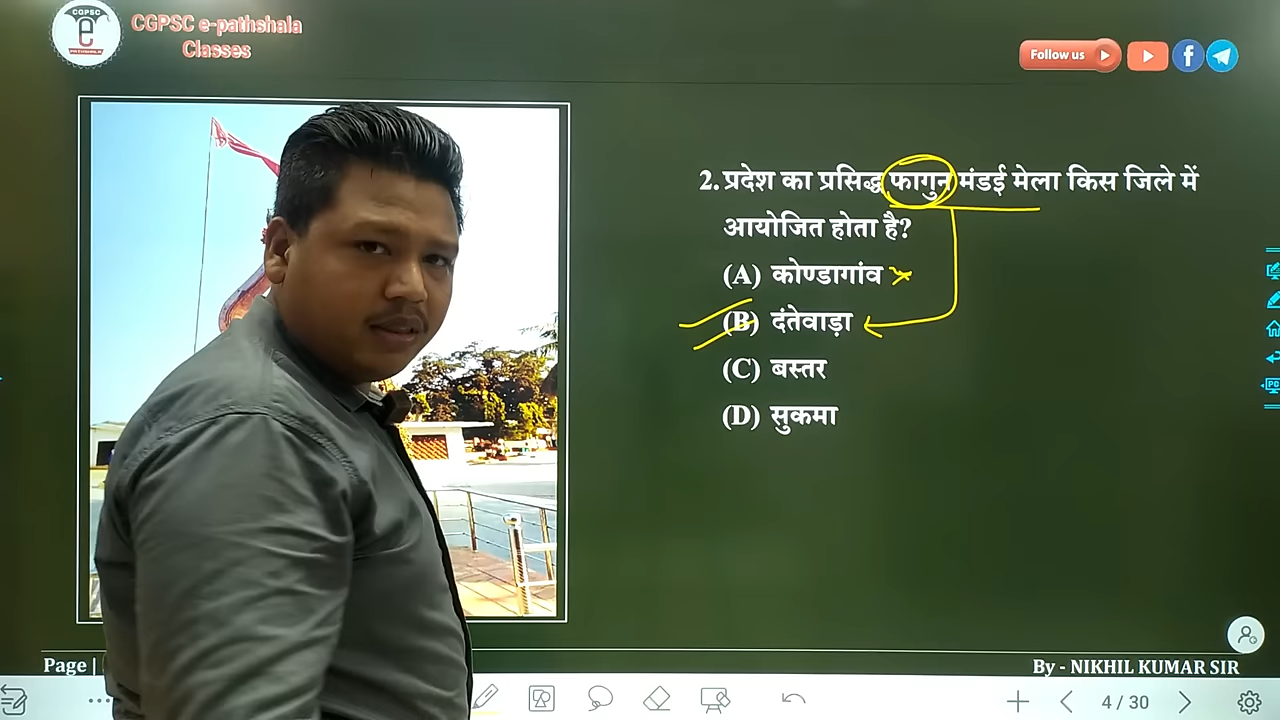 CGPSC
e
CGPSC e-pathshala
Classes
Follow us
2. प्रदेश का प्रसिद्ध फागुन मंडई मेला किस जिले में
आयोजित होता है?
(A) कोण्डागांव
(B) दंतेवाड़ा
(C) बस्तर
(D) सुकमा
Page |
By - NIKHIL KUMAR SIR
4 / 30